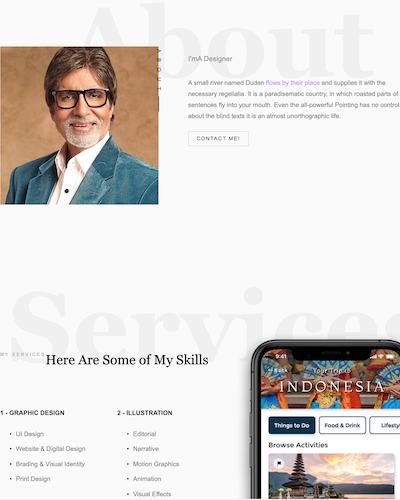 About
ABOUT
I'mA Designer
A small river named Duden flows by their place and supplies it with the
necessary regelialia. It is a paradisematic country, in which roasted parts of
sentences fly into your mouth. Even the all-powerful Pointing has no control
about the blind texts it is an almost unorthographic life.
CONTACT ME!
Services
MY SERVICES
Here Are Some of My Skills
1 - GRAPHIC DESIGN
UI Design
Website & Digital Design
Brading & Visual Identity
Print Design
2 - ILLUSTRATION
Editorial
Narrative
Motion Graphics
Animation
Visual Effects
9:41
Back
Your Trip to
INDONESIA
Things to Do
Food & Drink
Lifesty
Browse Activities